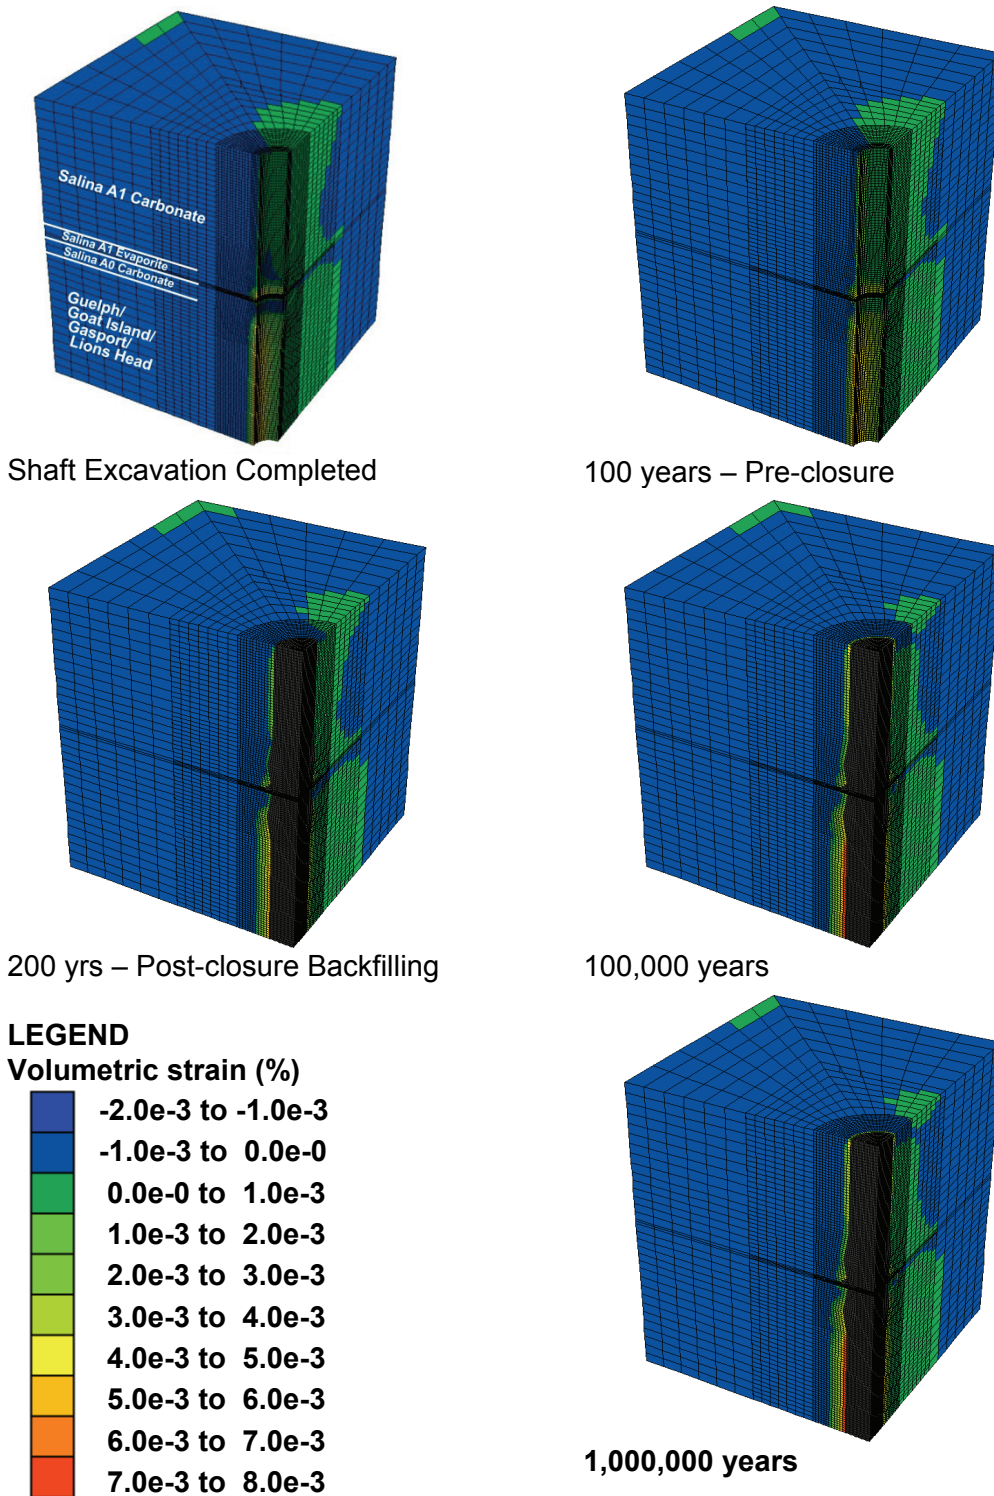 Salina A1 Carbonate
Salina A1 Evaporite
Salina A0 Carbonate
Guelph/
Goat Island/
Gasport/
Lions Head
Shaft Excavation Completed
100 years – Pre-closure
200 yrs – Post-closure Backfilling
100,000 years
LEGEND
Volumetric strain (%)
-2.0e-3 to -1.0e-3
-1.0e-3 to 0.0e-0
0.0e-0 to 1.0e-3
1.0e-3 to 2.0e-3
2.0e-3 to 3.0e-3
3.0e-3 to 4.0e-3
4.0e-3 to 5.0e-3
5.0e-3 to 6.0e-3
6.0e-3 to 7.0e-3
7.0e-3 to 8.0e-3
1,000,000 years